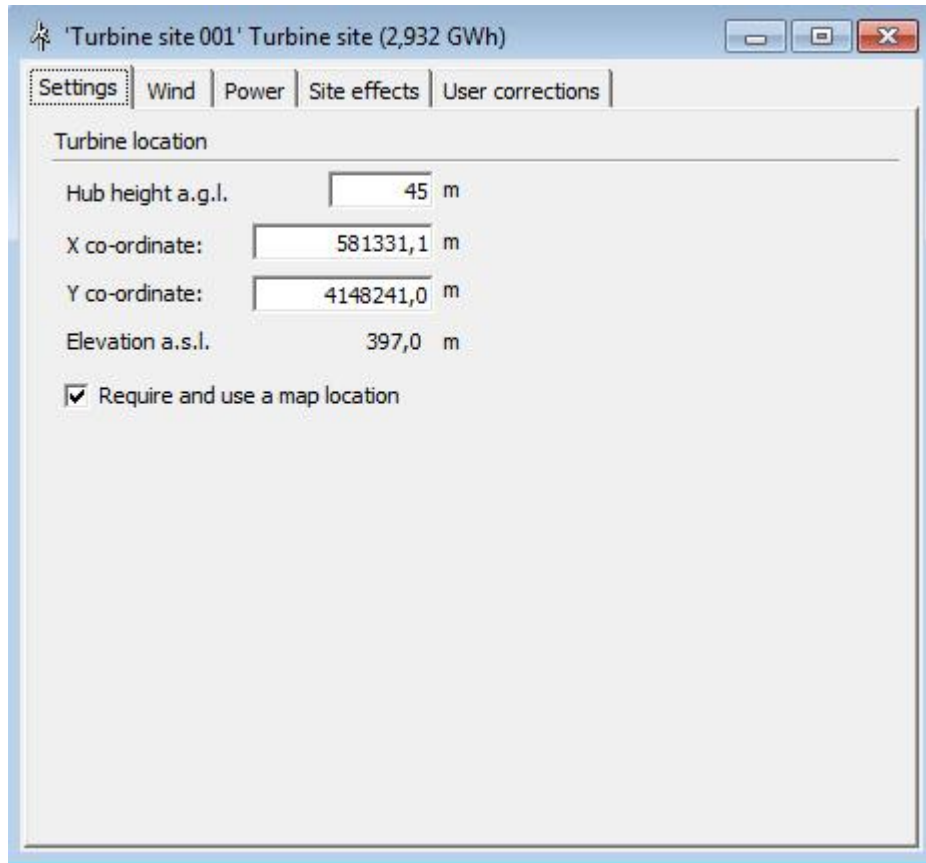 'Turbine site 001' Turbine site (2,932 GWh)
Settings Wind Power Site effects User corrections
Turbine location
Hub height a.g.l. 45 m
X co-ordinate: 581331,1 m
Y co-ordinate: 4148241,0 m
Elevation a.s.l. 397,0 m
Require and use a map location